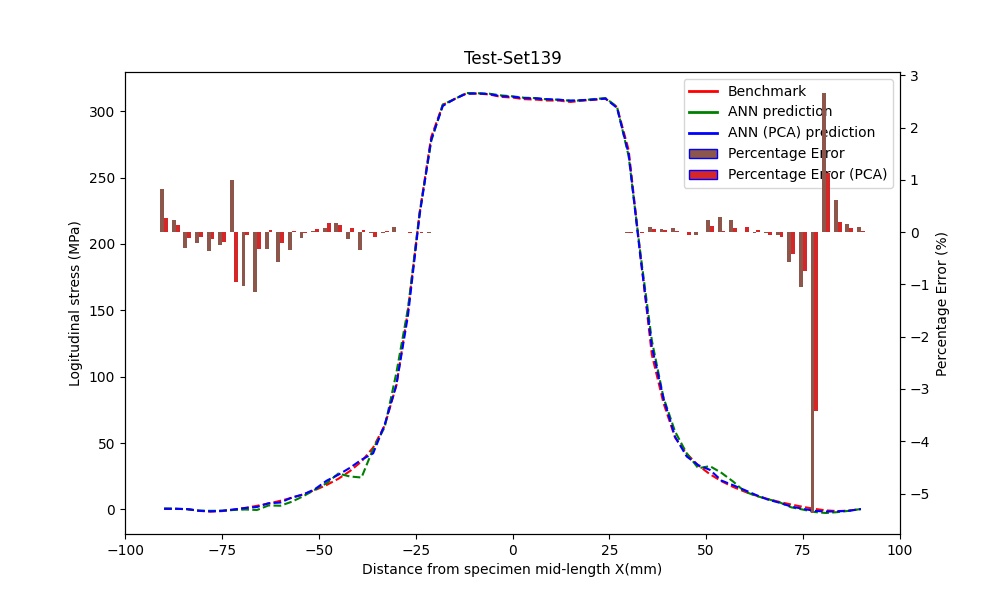 Test-Set139
Benchmark
ANN prediction
ANN (PCA) prediction
Percentage Error
Percentage Error (PCA)
Logitudinal stress (MPa)
300
250
200
150
100
50
0
3
2
1
0
−1
−2
−3
−4
−5
Percentage Error (%)
−100 −75 −50 −25 0 25 50 75 100
Distance from specimen mid-length X(mm)